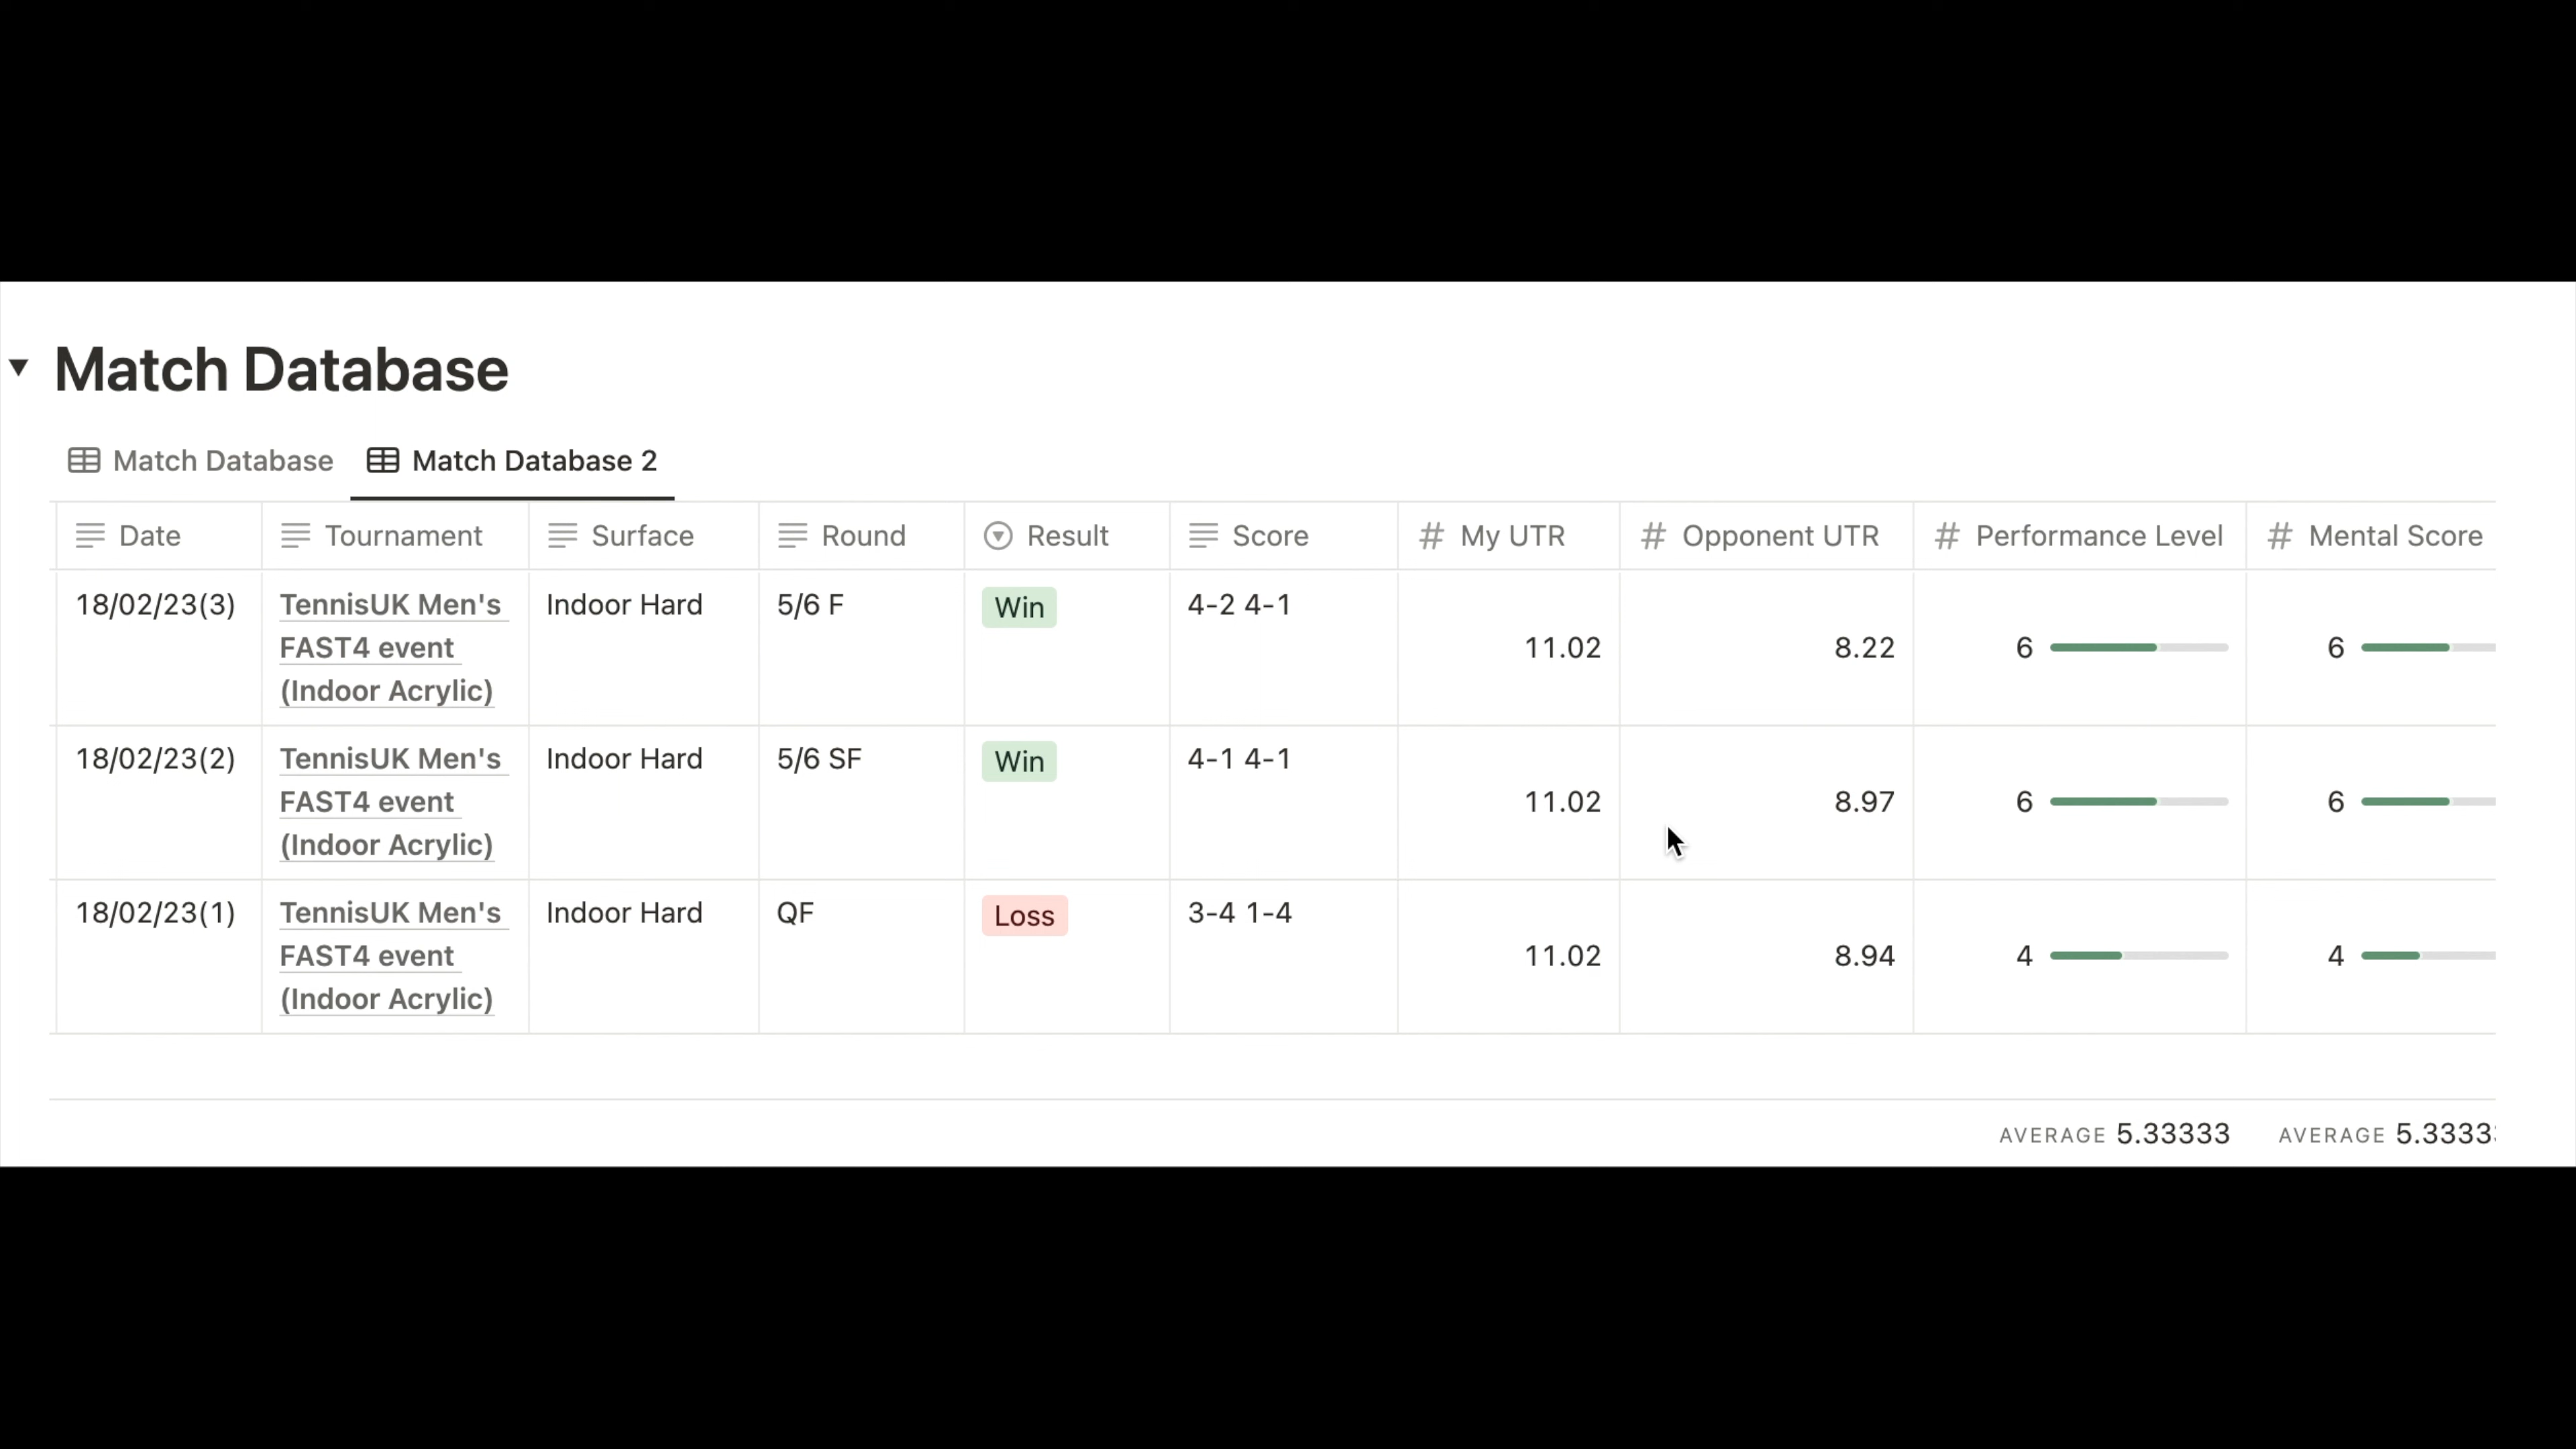 Match Database
Match Database Match Database 2
Date Tournament Surface Round Result # Score # My UTR # Opponent UTR # Performance Level # Mental Score
18/02/23(3) TennisUK Men's Indoor Hard 5/6 F Win 4-2 4-1
FAST4 event 11.02 8.22 6 6
(Indoor Acrylic)
18/02/23(2) TennisUK Men's Indoor Hard 5/6 SF Win 4-1 4-1
FAST4 event 11.02 8.97 6 6
(Indoor Acrylic)
18/02/23(1) TennisUK Men's Indoor Hard QF Loss 3-4 1-4
FAST4 event 11.02 8.94 4 4
(Indoor Acrylic)
AVERAGE 5.33333 AVERAGE 5.3333